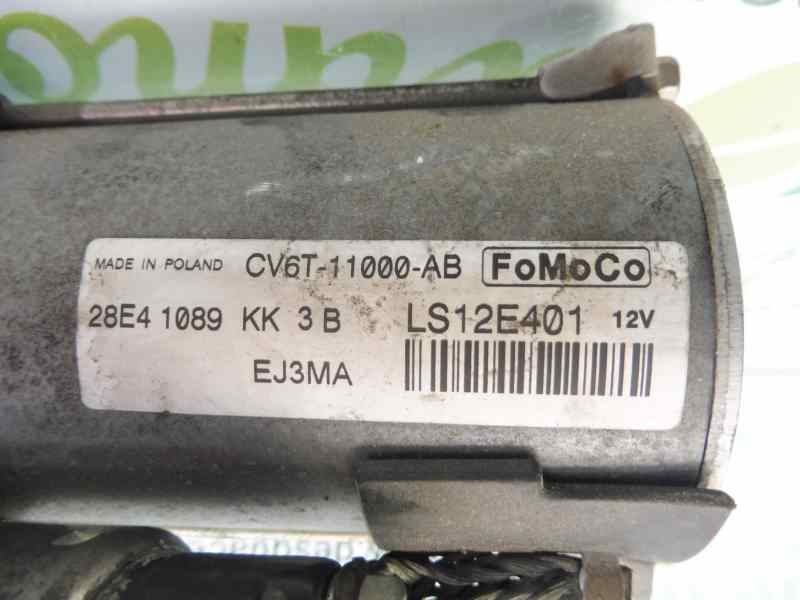 MADE IN POLAND CV6T-11000-AB FoMoCo
28E4 1089 KK 3 B LS12E401 12V
EJ3MA